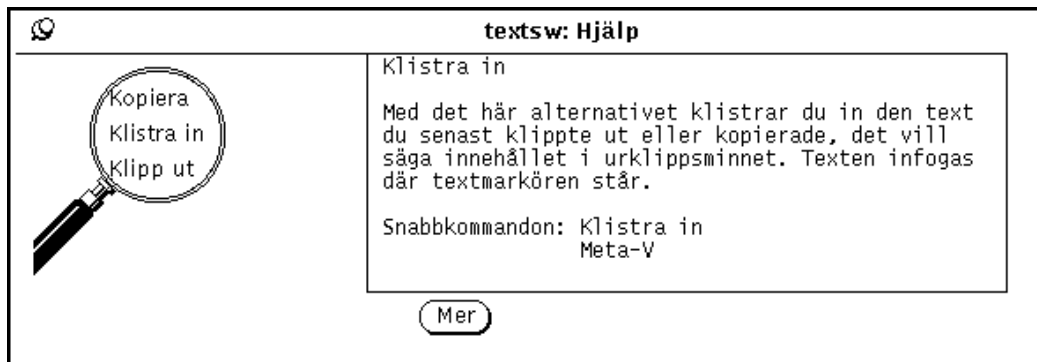 textsw: Hjälp
Kopiera
Klistra in
Klipp ut
Klistra in
Med det här alternativet klistrar du in den text
du senast klippte ut eller kopierade, det vill
säga innehållet i urklippsminnet. Texten infogas
där textmarkören står.
Snabbkommandon: Klistra in
Meta-V
Mer